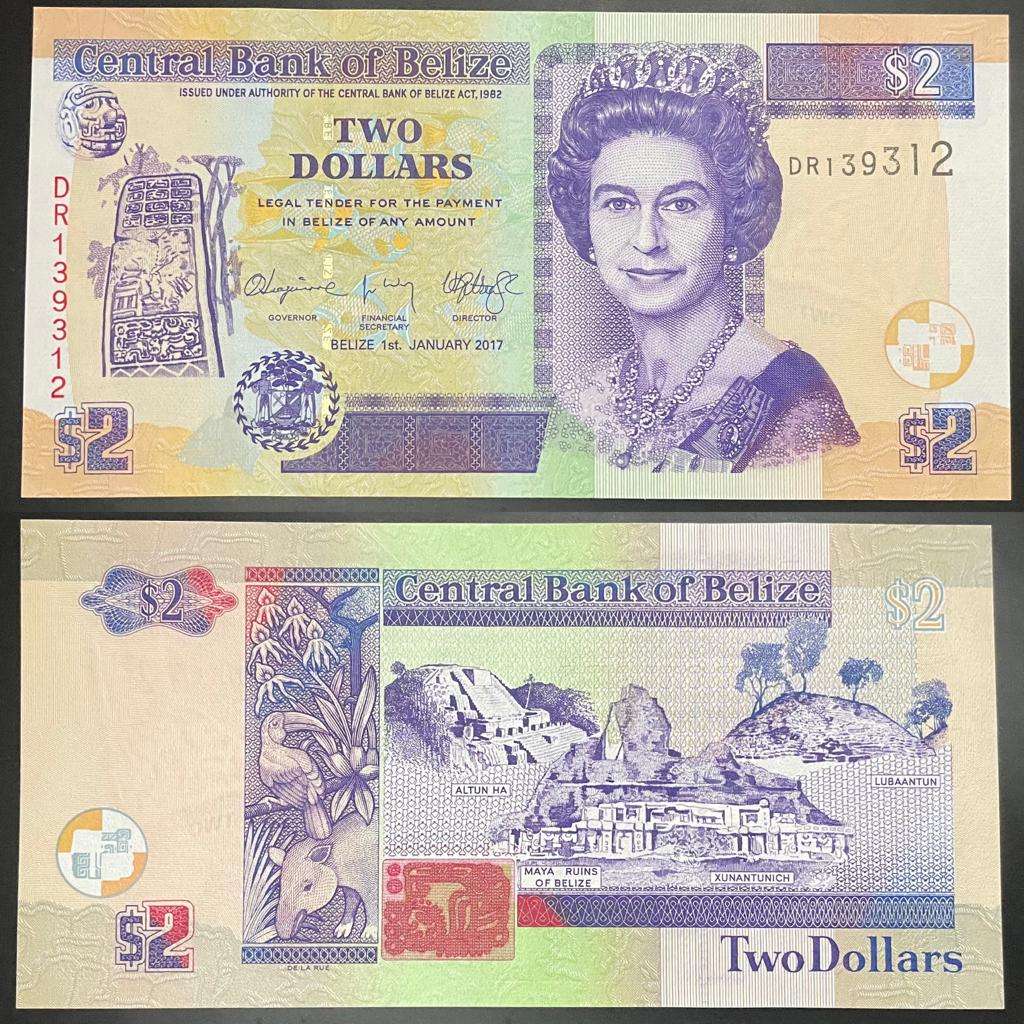 Central Bank of Belize
$2
ISSUED UNDER AUTHORITY OF THE CENTRAL BANK OF BELIZE ACT, 1982
TWO
DOLLARS
DR139312
LEGAL TENDER FOR THE PAYMENT
IN BELIZE OF ANY AMOUNT
DR139312
GOVERNOR
FINANCIAL
SECRETARY
DIRECTOR
BELIZE, 1st. JANUARY 2017
$2
$2
$2
Central Bank of Belize
$2
ALTUN HA
LUBAANTUN
MAYA RUINS
OF BELIZE
XUNANTUNICH
$2
Two Dollars
DE LA RUE